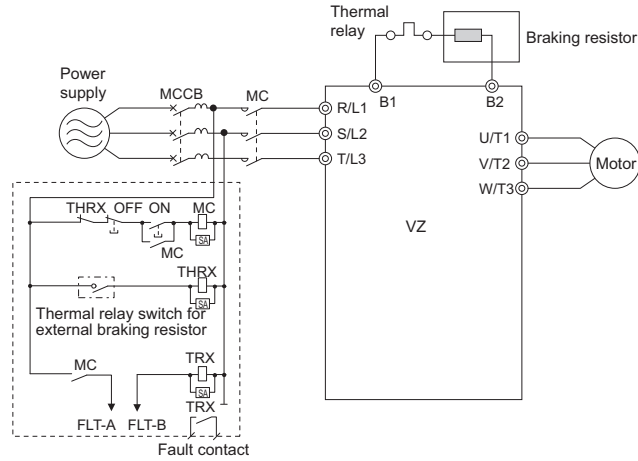 Thermal
relay
Braking resistor
Power
supply
MCCB
MC
B1
B2
R/L1
S/L2
T/L3
U/T1
V/T2
W/T3
Motor
VZ
THRX
OFF
ON
MC
SA
MC
THRX
SA
Thermal relay switch for
external braking resistor
TRX
MC
SA
FLT-A
FLT-B
TRX
Fault contact